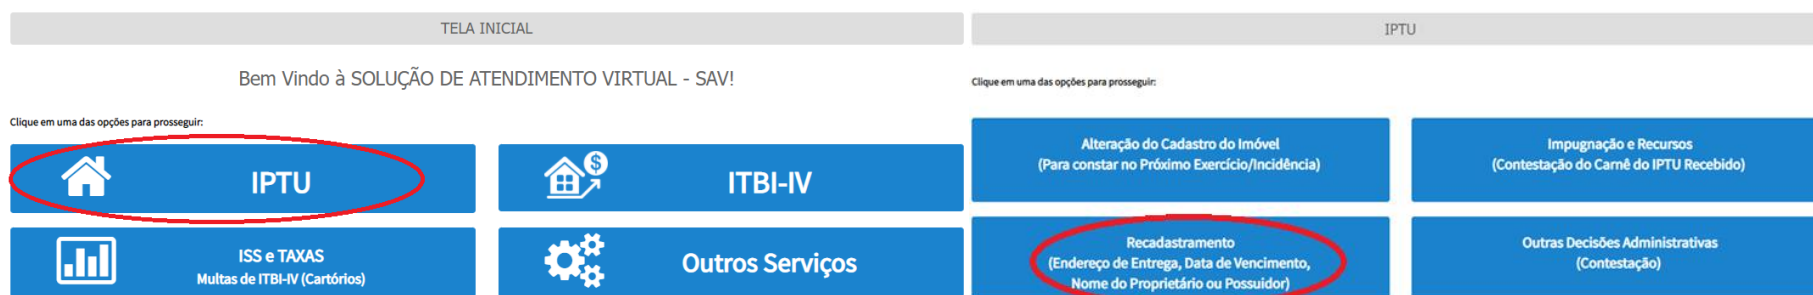 TELA INICIAL
Bem Vindo à SOLUÇÃO DE ATENDIMENTO VIRTUAL - SAV!
Clique em uma das opções para prosseguir:
IPTU
ITBI-IV
ISS e TAXAS
Multas de ITBI-IV (Cartórios)
Outros Serviços
IPTU
Clique em uma das opções para prosseguir:
Alteração do Cadastro do Imóvel
(Para constar no Próximo Exercício/Incidência)
Impugnação e Recursos
(Contestação do Carnê do IPTU Recebido)
Recadastramento
(Endereço de Entrega, Data de Vencimento,
Nome do Proprietário ou Possuidor)
Outras Decisões Administrativas
(Contestação)